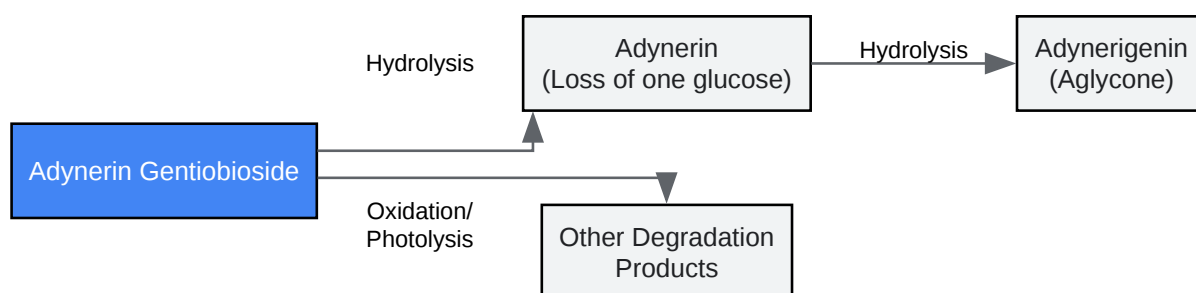 Adynerin Gentiobioside
Hydrolysis
Adynerin
(Loss of one glucose)
Hydrolysis
Adynerigenin
(Aglycone)
Oxidation/
Photolysis
Other Degradation
Products